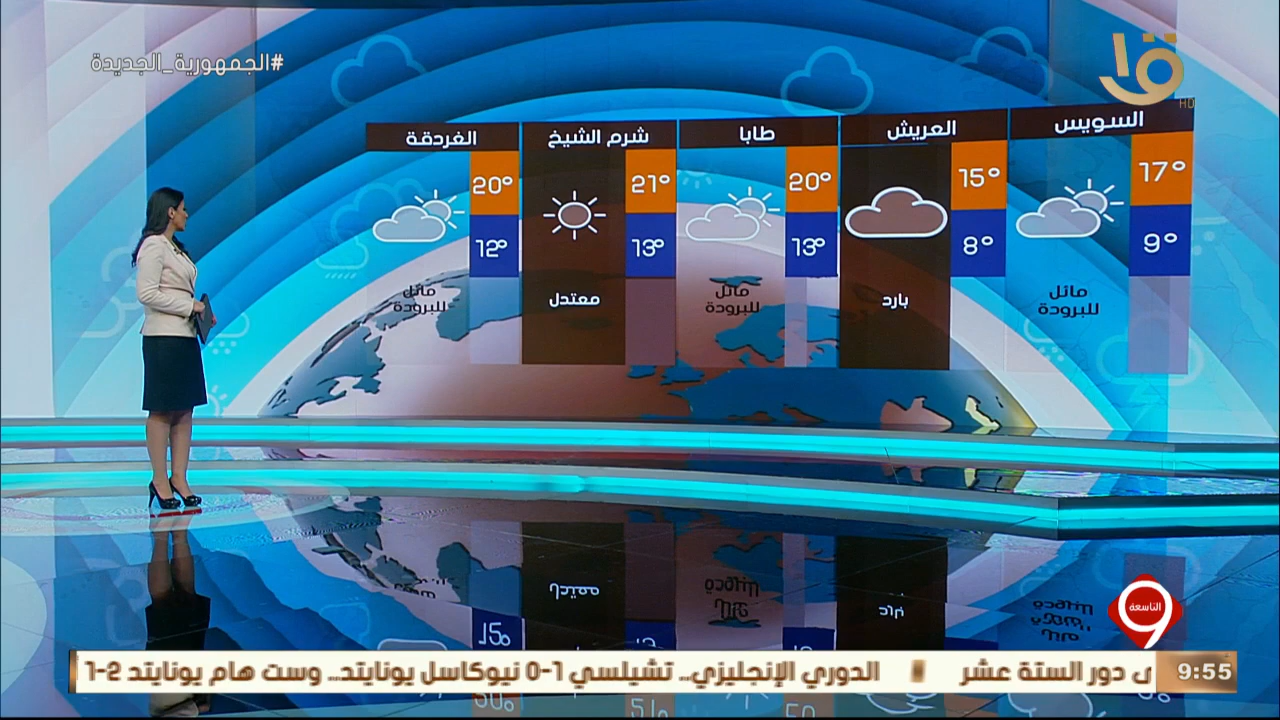 #الجمهورية_الجديدة
الأولى
HD
السويس
17°
9°
مائل
للبرودة
العريش
15°
8°
بارد
طابا
20°
13°
مائل
للبرودة
شرم الشيخ
21°
13°
معتدل
الغردقة
20°
12°
مائل
للبرودة
التاسعة
9
9:55
ى دور الستة عشر
الدوري الإنجليزي.. تشيلسي 1-0 نيوكاسل يونايتد.. وست هام يونايتد 2-1